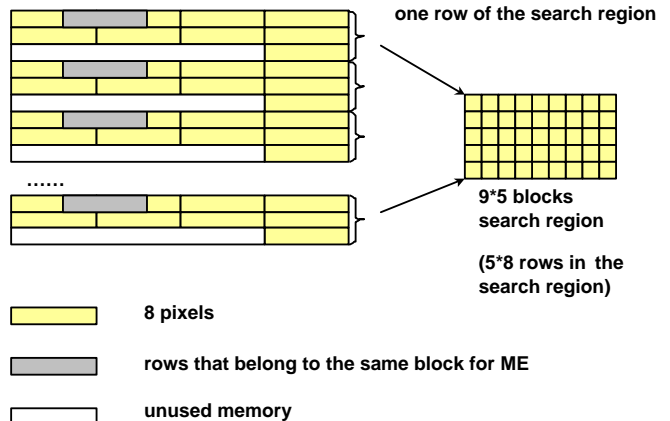 one row of the search region
......
9*5 blocks
search region
(5*8 rows in the
search region)
8 pixels
rows that belong to the same block for ME
unused memory